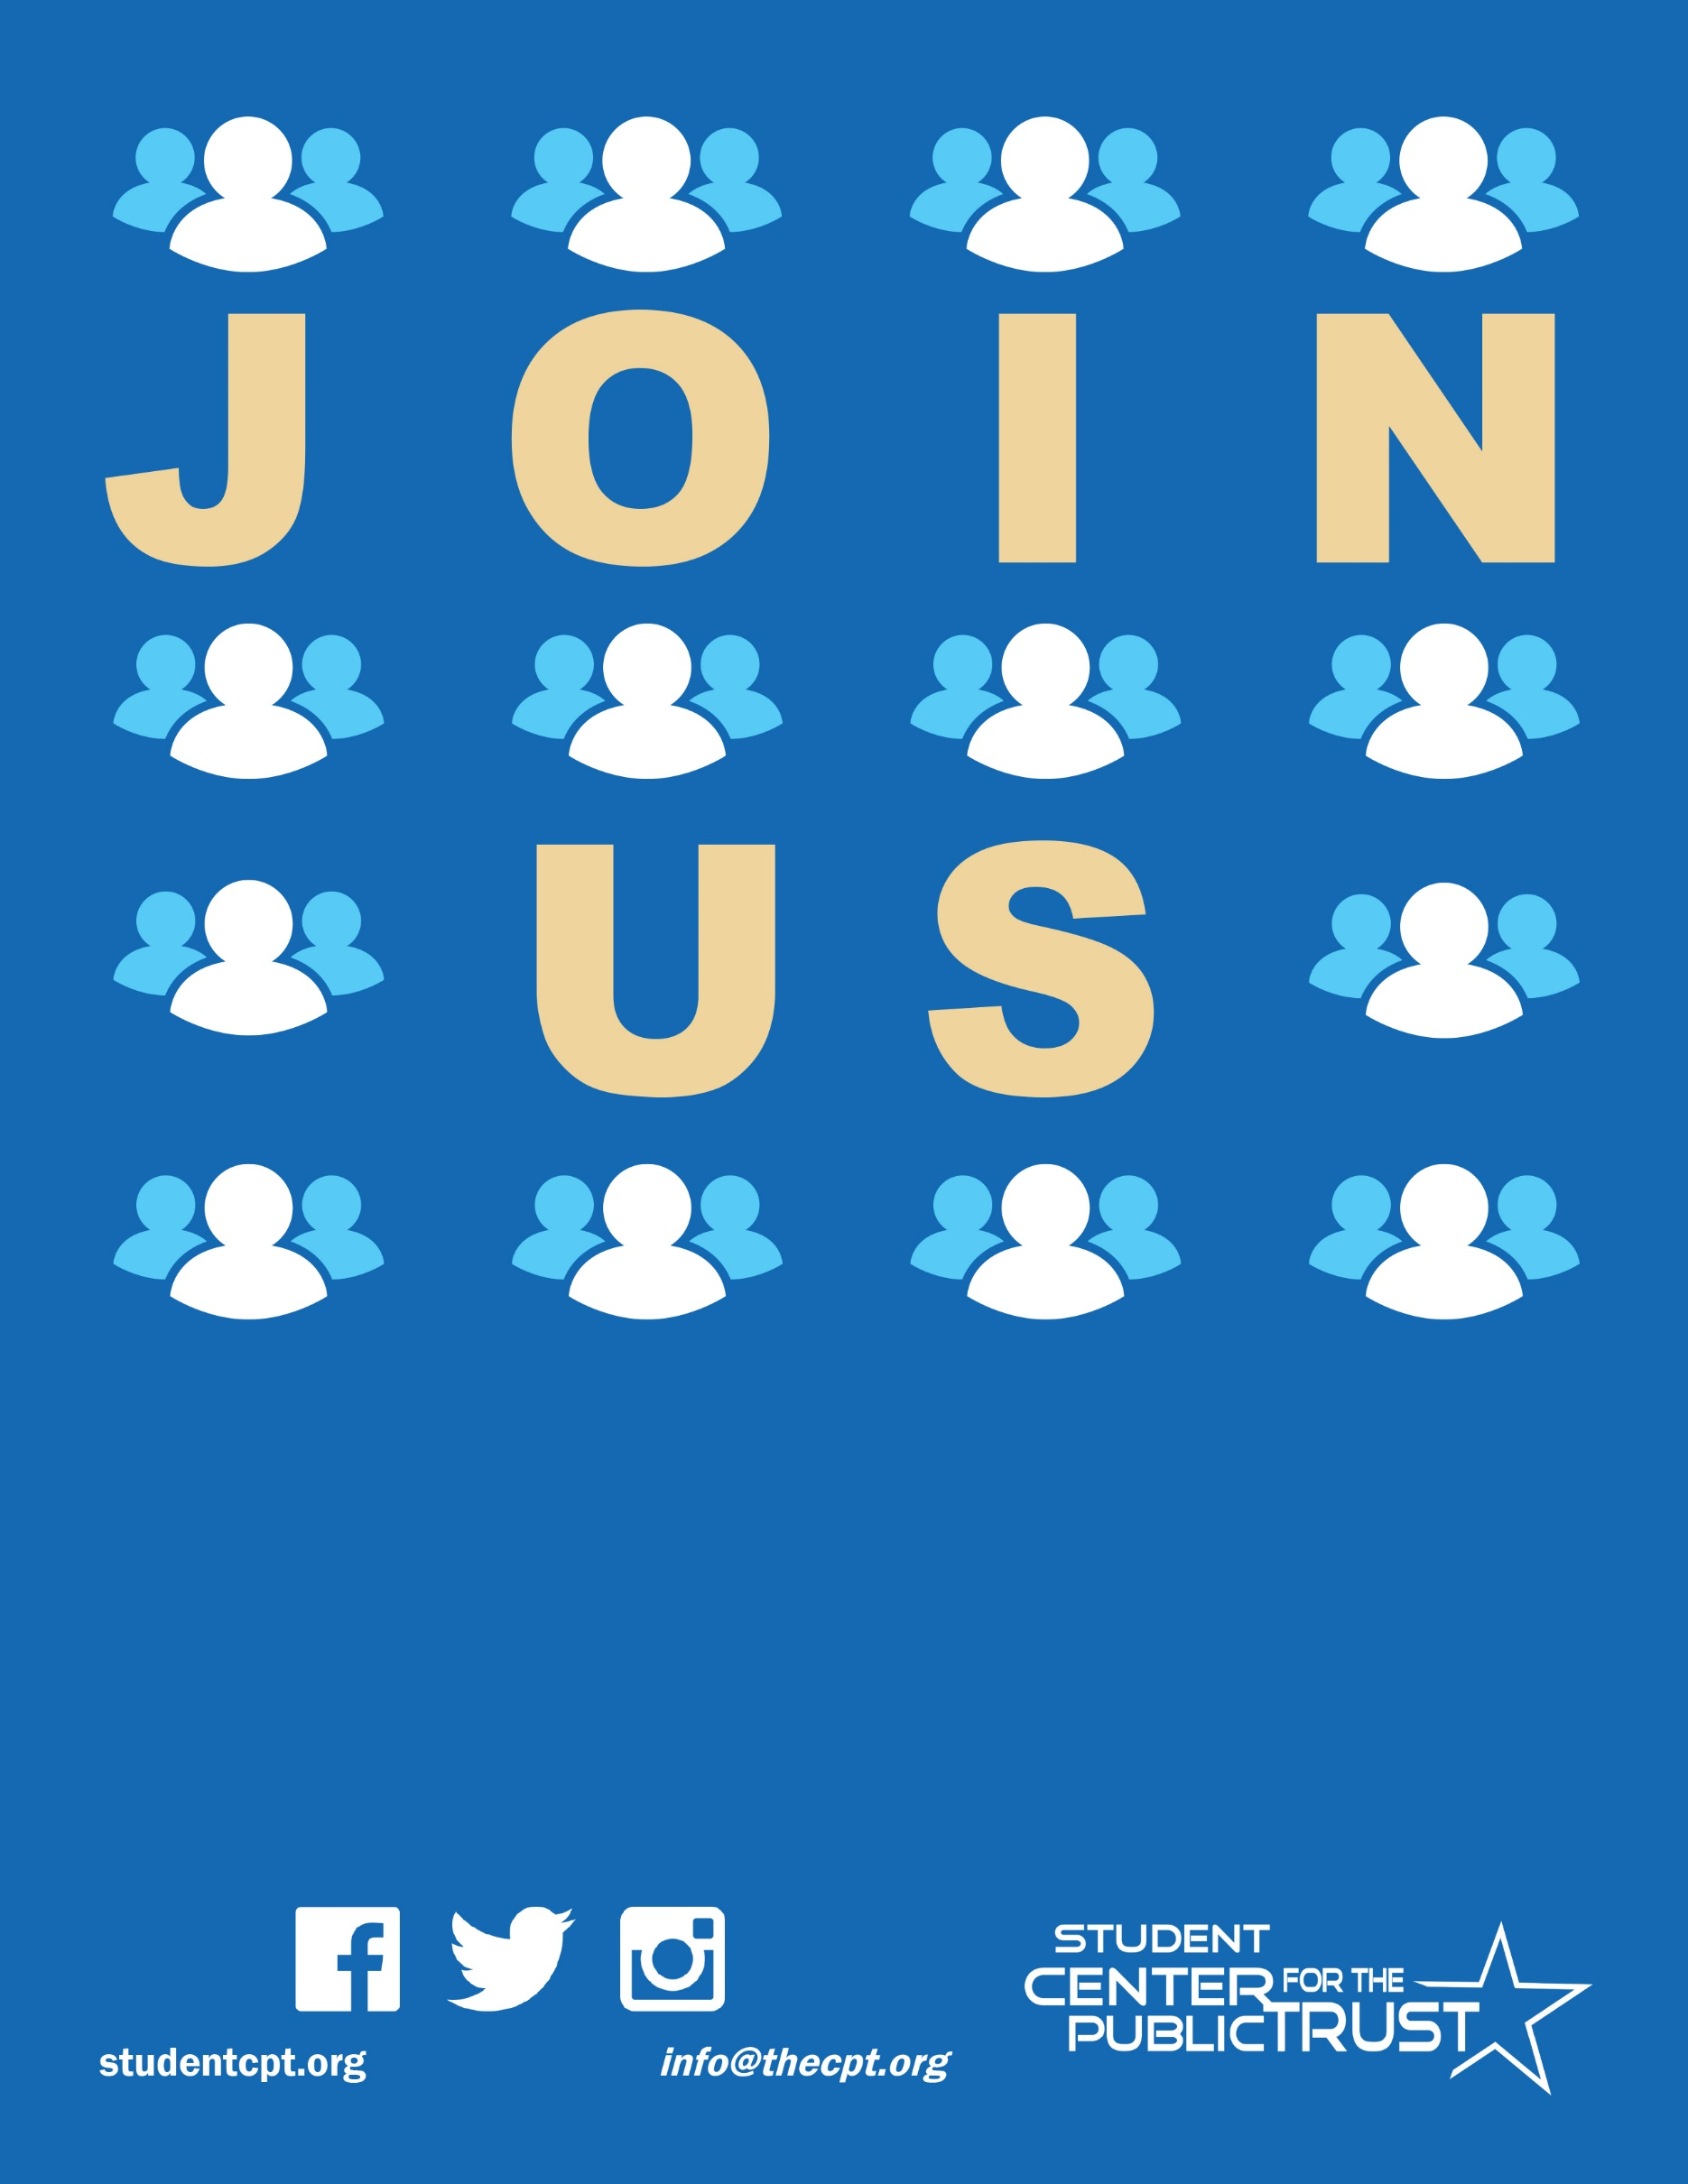 JOIN
US
studentcpt.org
info@thecpt.org
STUDENT
CENTER FOR THE
PUBLIC TRUST